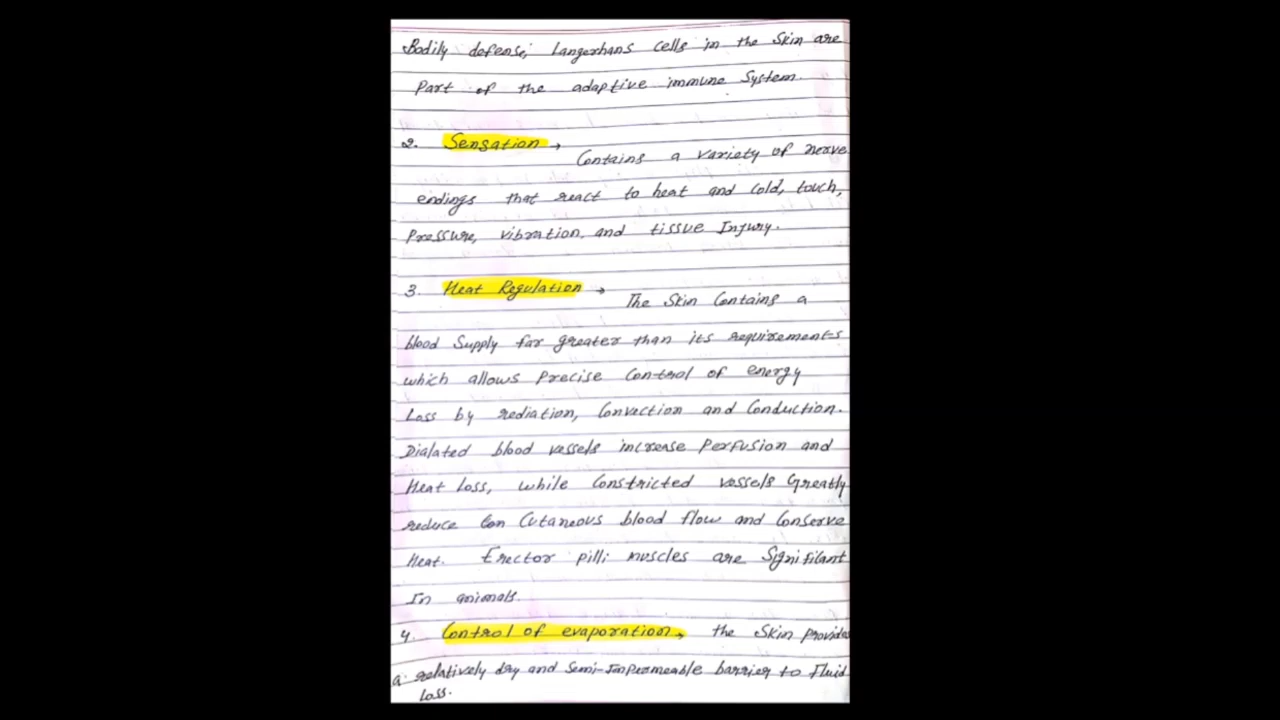 Bodily defense, Langerhans cells in the Skin are
Part of the adaptive immune System.
2. Sensation →
Contains a variety of nerve
endings that react to heat and cold, touch,
Pressure, vibration, and tissue Injury.
3. Heat Regulation →
The Skin Contains a
blood Supply far greater than its requirements
which allows Precise Control of energy
Loss by rediation, Convection and Conduction.
Dialated blood vessels increase Perfusion and
Heat Loss, while Constricted vessels Greatly
reduce Cutaneous blood flow and Conserve
Heat. Erector pilli muscles are Significant
In animals.
4. Control of evaporation → the Skin provides
a relatively dry and Semi-Impermeable barrier to Fluid
Loss.